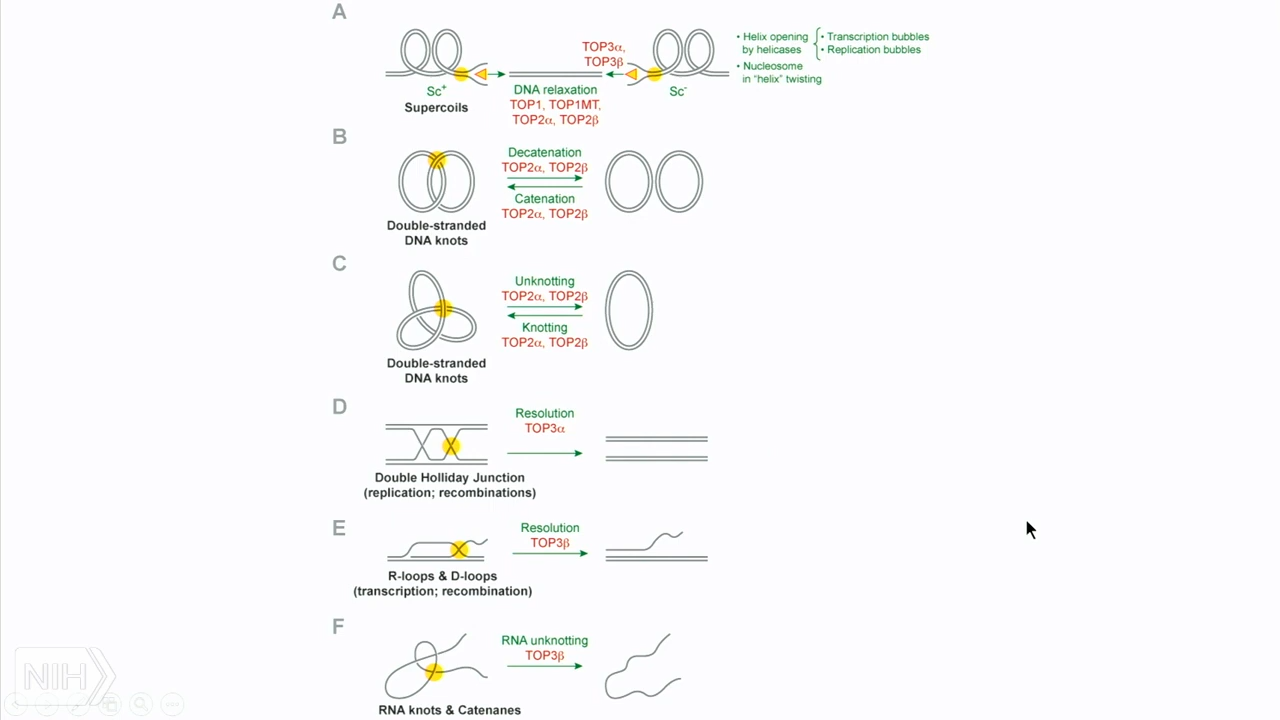 A
TOP3α,
TOP3β
• Helix opening
by helicases
• Transcription bubbles
• Replication bubbles
• Nucleosome
in "helix" twisting
Sc+
Supercoils
DNA relaxation
TOP1, TOP1MT,
TOP2α, TOP2β
Sc-
B
Decatenation
TOP2α, TOP2β
Catenation
TOP2α, TOP2β
Double-stranded
DNA knots
C
Unknotting
TOP2α, TOP2β
Knotting
TOP2α, TOP2β
Double-stranded
DNA knots
D
Resolution
TOP3α
Double Holliday Junction
(replication; recombinations)
E
Resolution
TOP3β
R-loops & D-loops
(transcription; recombination)
F
RNA unknotting
TOP3β
RNA knots & Catenanes
NIH